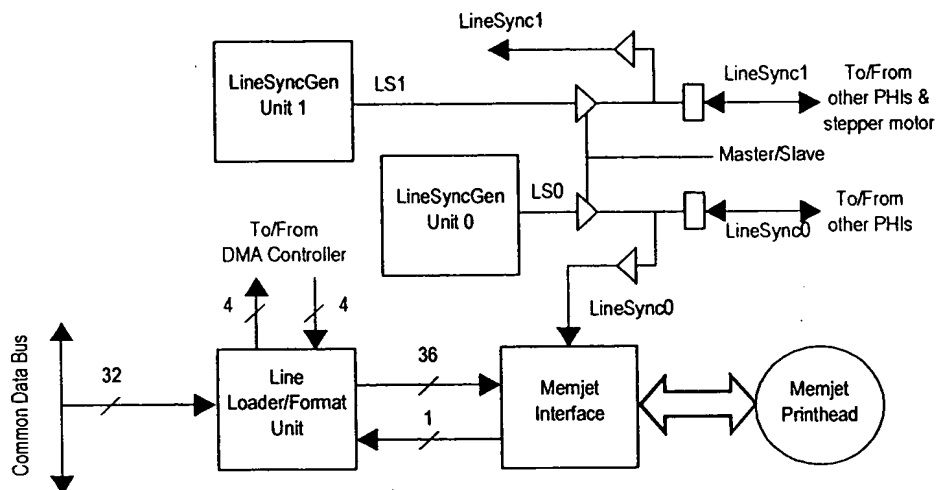 LineSync1
LineSyncGen
Unit 1
LS1
LineSync1
To/From
other PHIs &
stepper motor
Master/Slave
LineSyncGen
Unit 0
LS0
To/From
other PHIs
LineSync0
To/From
DMA Controller
4
4
LineSync0
Common Data Bus
32
Line
Loader/Format
Unit
36
1
Memjet
Interface
Memjet
Printhead